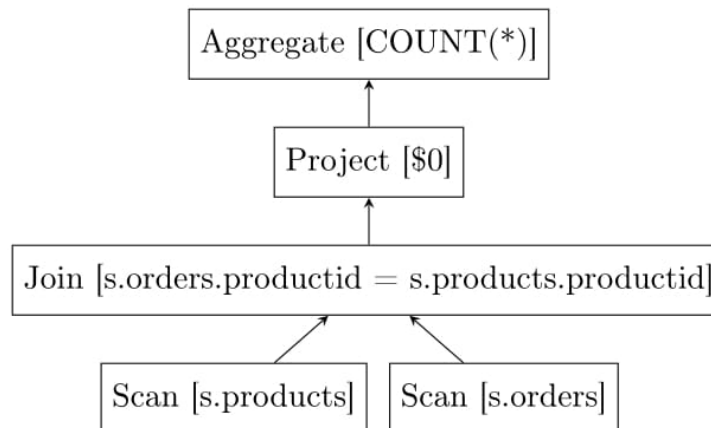 Aggregate [COUNT(*)]
Project [$0]
Join [s.orders.productid = s.products.productid]
Scan [s.products]
Scan [s.orders]